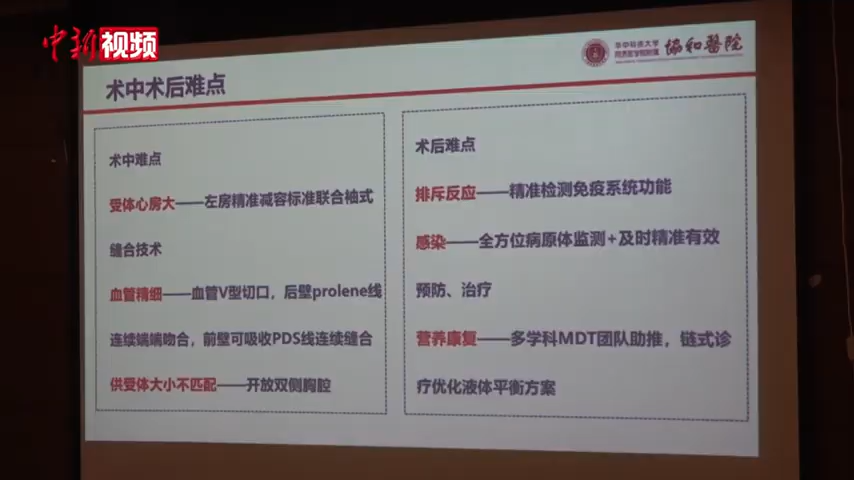 中新视频
华中科技大学
同济医学院附属
协和醫院
术中术后难点
术中难点
受体心房大——左房精准减容标准联合袖式
缝合技术
血管精细——血管V型切口，后壁prolene线
连续端端吻合，前壁可吸收PDS线连续缝合
供受体大小不匹配——开放双侧胸腔
术后难点
排斥反应——精准检测免疫系统功能
感染——全方位病原体监测+及时精准有效
预防、治疗
营养康复——多学科MDT团队助推，链式诊
疗优化液体平衡方案